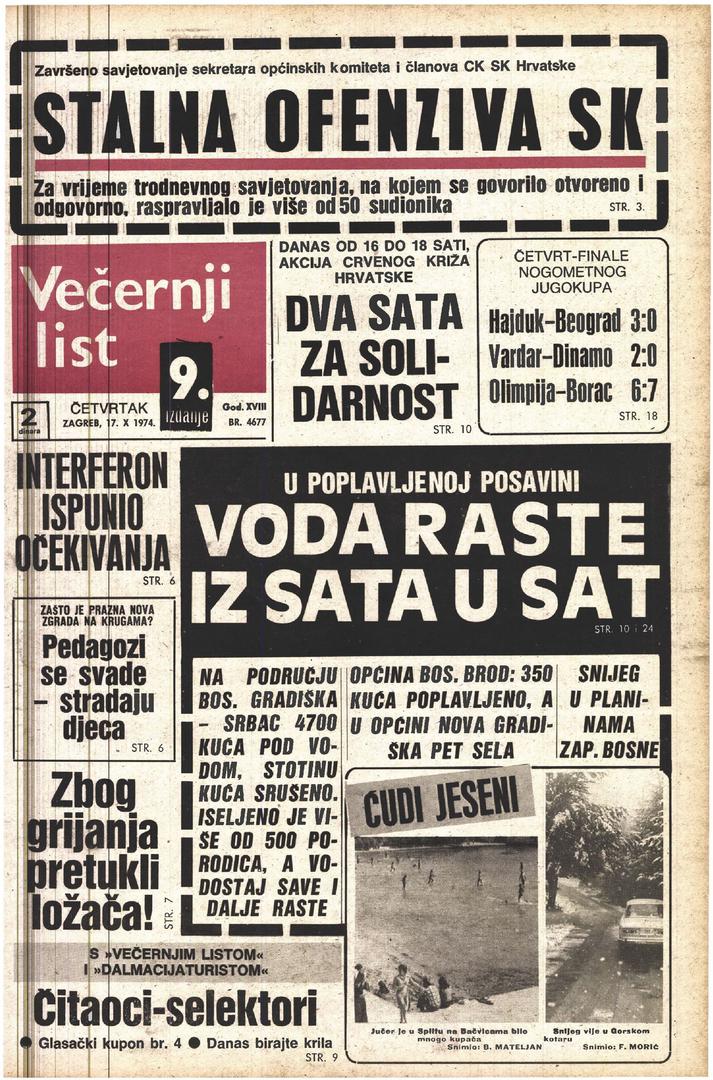 Završeno savjetovanje sekretara općinskih komiteta i članova CK SK Hrvatske
STALNA OFENZIVA SK
Za vrijeme trodnevnog savjetovanja, na kojem se govorilo otvoreno i
odgovorno, raspravljalo je više od 50 sudionika
STR. 3.
Večernji
list
9.
izdanje
2
dinara
ČETVRTAK
ZAGREB, 17. X 1974.
God. XVIII
BR. 4677
DANAS OD 16 DO 18 SATI,
AKCIJA CRVENOG KRIŽA
HRVATSKE
DVA SATA
ZA SOLI-
DARNOST
STR. 10
ČETVRT-FINALE
NOGOMETNOG
JUGOKUPA
Hajduk–Beograd 3:0
Vardar–Dinamo 2:0
Olimpija–Borac 6:7
STR. 18
INTERFERON
ISPUNIO
OČEKIVANJA
STR. 6
ZAŠTO JE PRAZNA NOVA
ZGRADA NA KRUGAMA?
Pedagozi
se svade
– stradaju
djeca
STR. 6
Zbog
grijanja
pretukli
ložača!
STR. 7
U POPLAVLJENOJ POSAVINI
VODA RASTE
IZ SATA U SAT
STR. 10 i 24
NA PODRUČJU
BOS. GRADIŠKA
– SRBAC 4700
KUĆA POD VO-
DOM, STOTINU
KUĆA SRUŠENO.
ISELJENO JE VI-
ŠE OD 500 PO-
RODICA, A VO-
DOSTAJ SAVE I
DALJE RASTE
OPĆINA BOS. BROD: 350
KUĆA POPLAVLJENO, A
U OPĆINI NOVA GRADI-
ŠKA PET SELA
SNIJEG
U PLANI-
NAMA
ZAP. BOSNE
ĆUDI JESENI
Jučer je u Splitu na Bačvicama bilo
mnogo kupača
Snimio: B. MATELJAN
Snijeg vije u Gorskom
kotaru
Snimio: F. MORIĆ
S »VEČERNJIM LISTOM«
I »DALMACIJATURISTOM«
Čitaoci-selektori
● Glasački kupon br. 4 ● Danas birajte krila
STR. 9